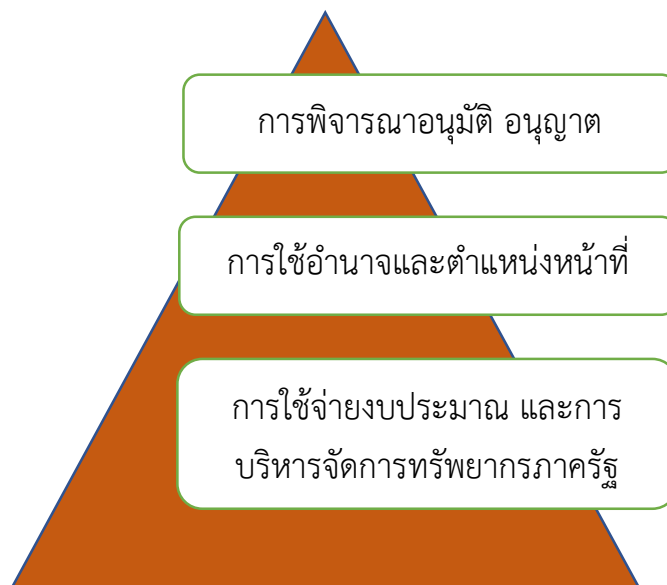 การพิจารณาอนุมัติ อนุญาต
การใช้อำนาจและตำแหน่งหน้าที่
การใช้จ่ายงบประมาณ และการ
บริหารจัดการทรัพยากรภาครัฐ